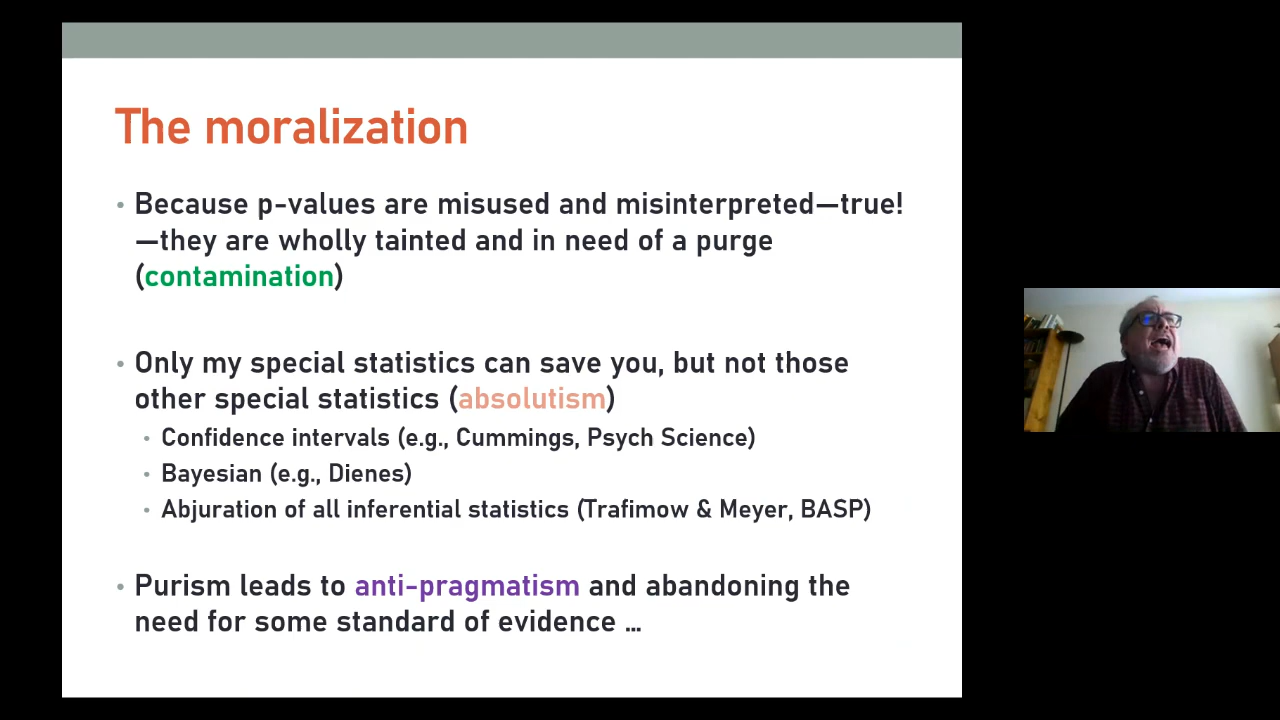 The moralization
• Because p-values are misused and misinterpreted—true!
—they are wholly tainted and in need of a purge
(contamination)
• Only my special statistics can save you, but not those
other special statistics (absolutism)
• Confidence intervals (e.g., Cummings, Psych Science)
• Bayesian (e.g., Dienes)
• Abjuration of all inferential statistics (Trafimow & Meyer, BASP)
• Purism leads to anti-pragmatism and abandoning the
need for some standard of evidence …